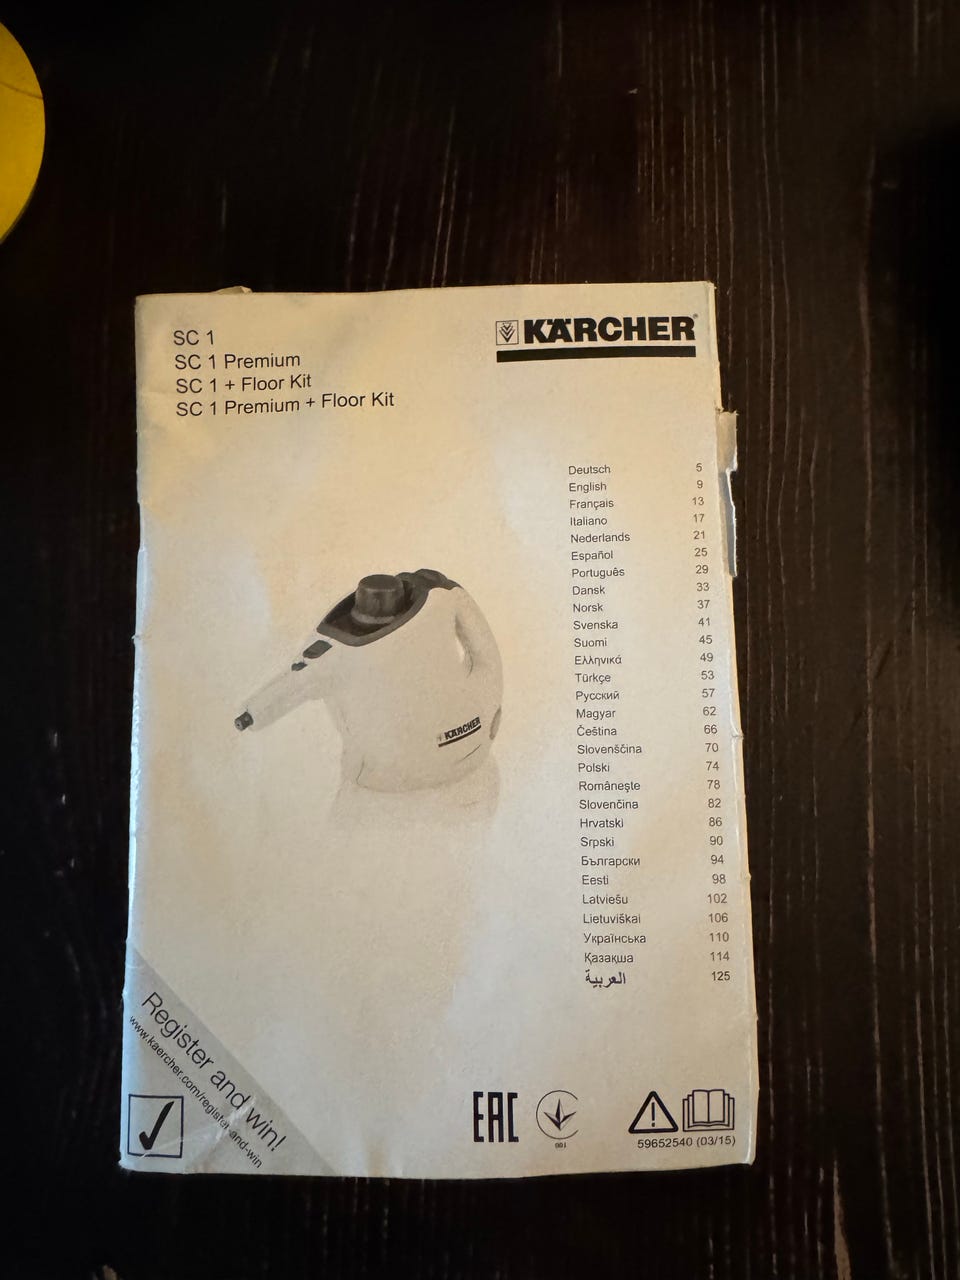 SC 1
SC 1 Premium
SC 1 + Floor Kit
SC 1 Premium + Floor Kit
KÄRCHER®
Deutsch 5
English 9
Français 13
Italiano 17
Nederlands 21
Español 25
Português 29
Dansk 33
Norsk 37
Svenska 41
Suomi 45
Ελληνικά 49
Türkçe 53
Русский 57
Magyar 62
Čeština 66
Slovenščina 70
Polski 74
Româneşte 78
Slovenčina 82
Hrvatski 86
Srpski 90
Български 94
Eesti 98
Latviešu 102
Lietuviškai 106
Українська 110
Қазақша 114
العربية 125
KÄRCHER
Register and win!
www.kaercher.com/register-and-win
EAC
001
59652540 (03/15)